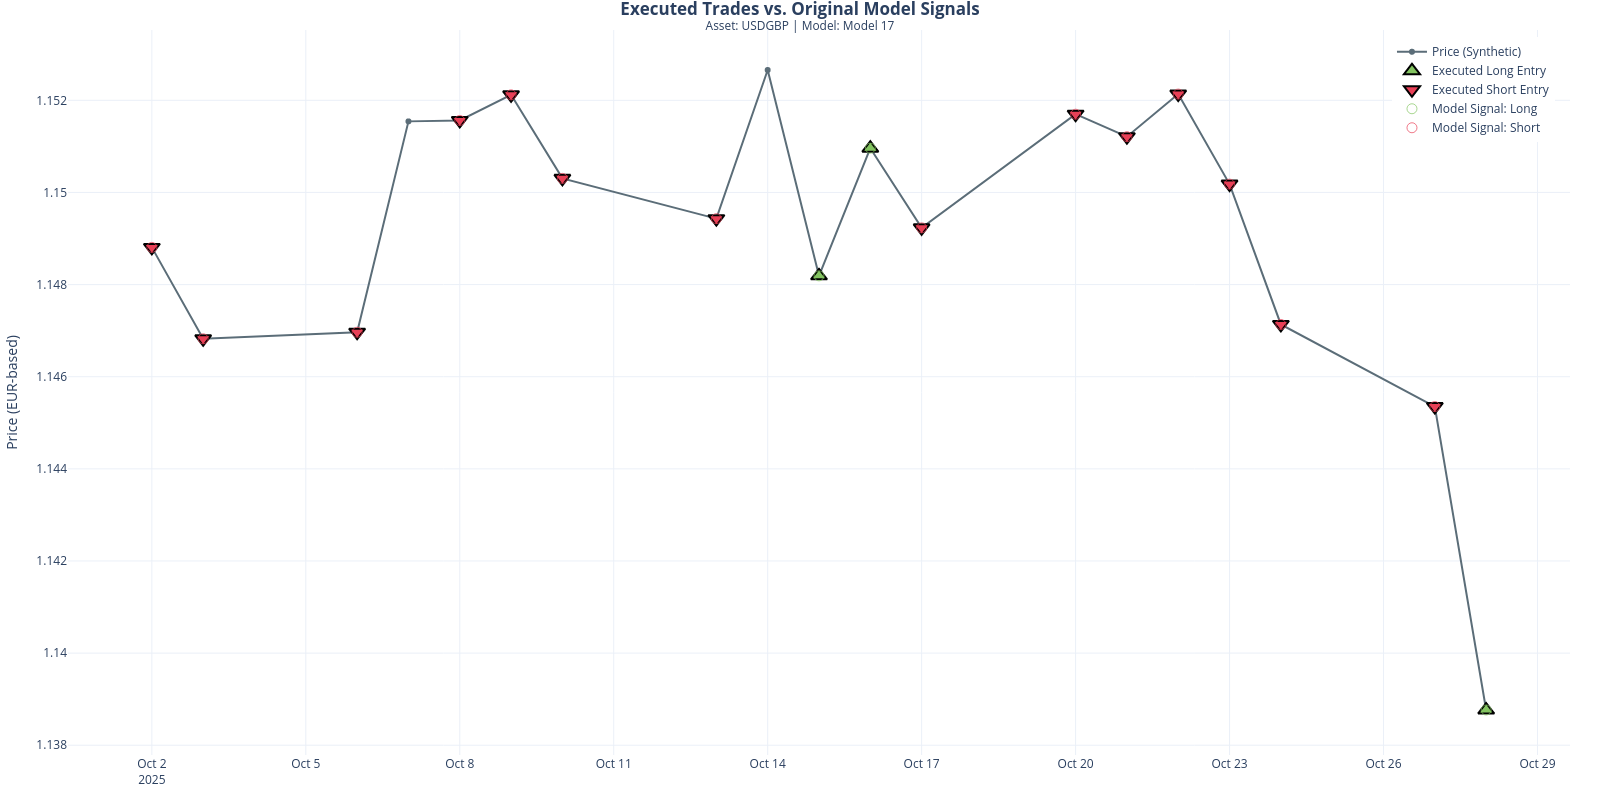 Executed Trades vs. Original Model Signals
Asset: USDGBP | Model: Model 17
Price (Synthetic)
Executed Long Entry
Executed Short Entry
Model Signal: Long
Model Signal: Short
Price (EUR-based)
1.152
1.15
1.148
1.146
1.144
1.142
1.14
1.138
Oct 2
2025
Oct 5
Oct 8
Oct 11
Oct 14
Oct 17
Oct 20
Oct 23
Oct 26
Oct 29